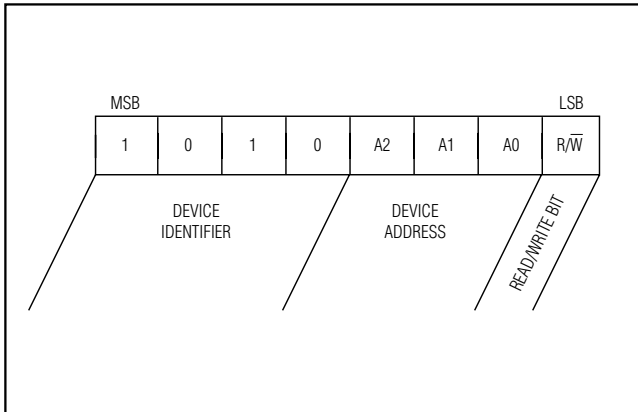 MSB LSB
1 0 1 0 A2 A1 A0 R/W̅
DEVICE
IDENTIFIER
DEVICE
ADDRESS
READ/WRITE BIT